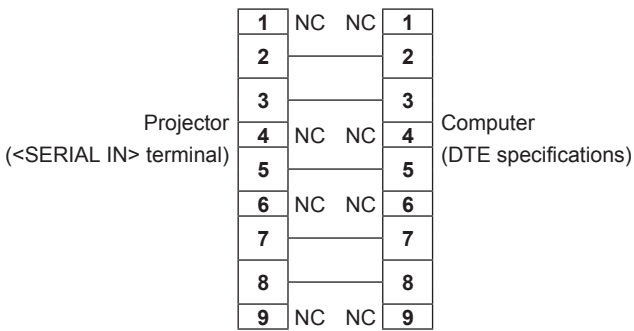 1 NC NC 1
2 2
3 3
Projector
(<SERIAL IN> terminal)
4 NC NC 4
Computer
(DTE specifications)
5 5
6 NC NC 6
7 7
8 8
9 NC NC 9